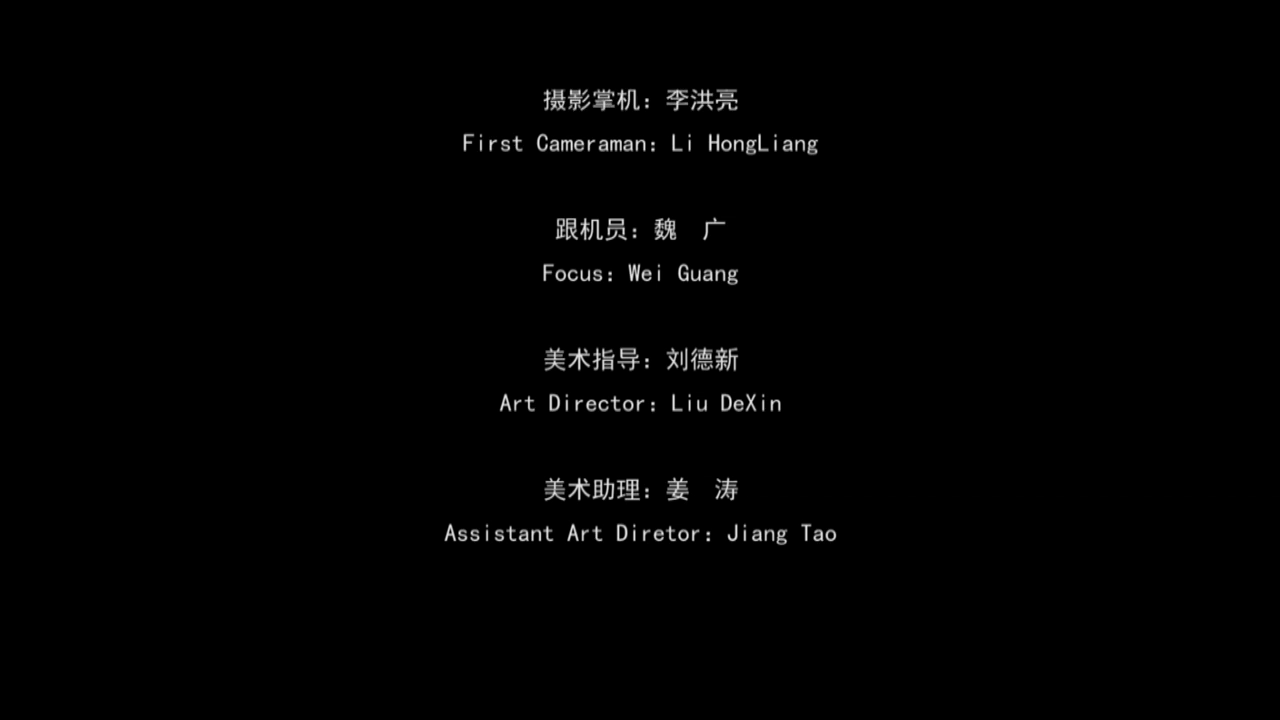 摄影掌机：李洪亮
First Cameraman：Li HongLiang
跟机员：魏　广
Focus：Wei Guang
美术指导：刘德新
Art Director：Liu DeXin
美术助理：姜　涛
Assistant Art Diretor：Jiang Tao